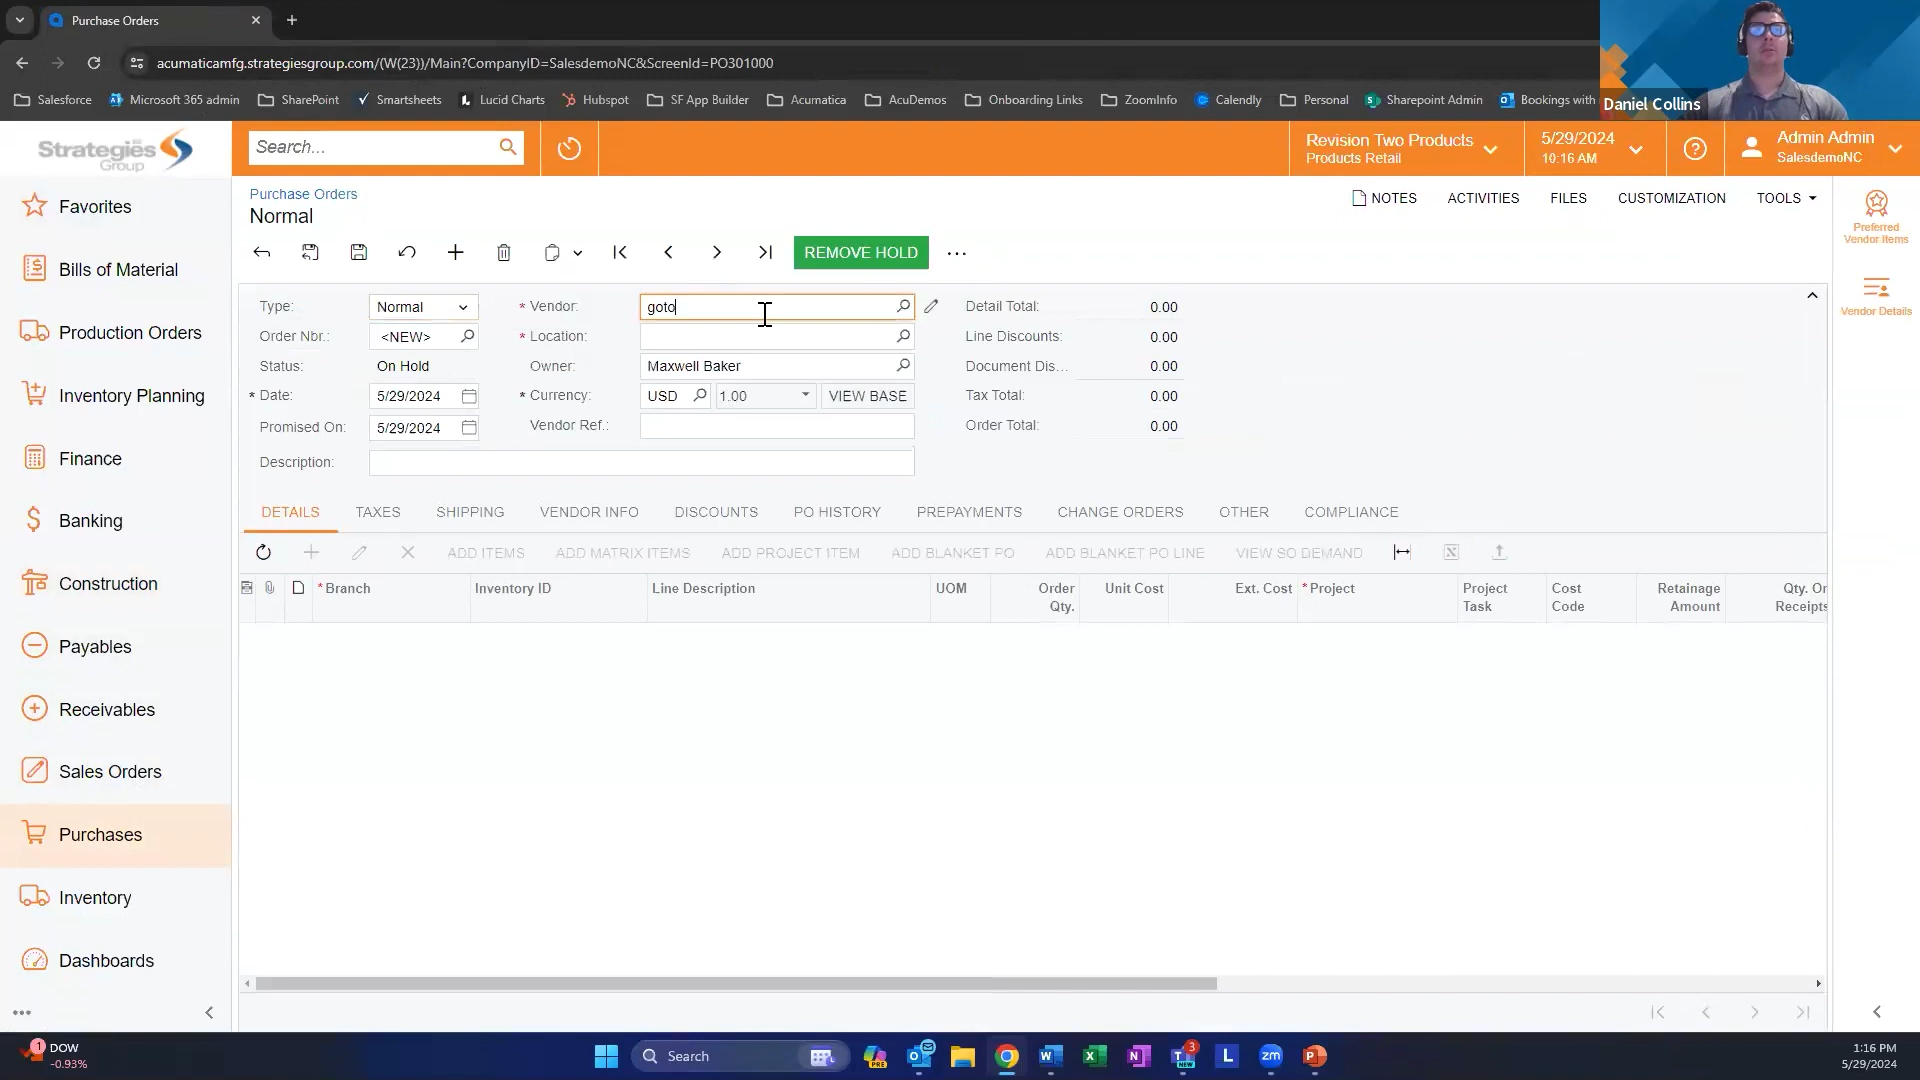 Purchase Orders
acumaticamfg.strategiesgroup.com/(W(23))/Main?CompanyID=SalesdemoNC&ScreenId=PO301000
Salesforce Microsoft 365 admin SharePoint Smartsheets Lucid Charts Hubspot SF App Builder Acumatica AcuDemos Onboarding Links ZoomInfo Calendly Personal Sharepoint Admin Bookings with
Daniel Collins
Strategies
Group
Search...
Revision Two Products
Products Retail
5/29/2024
10:16 AM
Admin Admin
SalesdemoNC
Favorites
Bills of Material
Production Orders
Inventory Planning
Finance
Banking
Construction
Payables
Receivables
Sales Orders
Purchases
Inventory
Dashboards
Purchase Orders
Normal
NOTES ACTIVITIES FILES CUSTOMIZATION TOOLS
REMOVE HOLD
Preferred
Vendor Items
Vendor Details
Type: Normal * Vendor: goto Detail Total: 0.00
Order Nbr.: <NEW> * Location: Line Discounts: 0.00
Status: On Hold Owner: Maxwell Baker Document Dis... 0.00
* Date: 5/29/2024 * Currency: USD 1.00 VIEW BASE Tax Total: 0.00
Promised On: 5/29/2024 Vendor Ref.: Order Total: 0.00
Description:
DETAILS TAXES SHIPPING VENDOR INFO DISCOUNTS PO HISTORY PREPAYMENTS CHANGE ORDERS OTHER COMPLIANCE
ADD ITEMS ADD MATRIX ITEMS ADD PROJECT ITEM ADD BLANKET PO ADD BLANKET PO LINE VIEW SO DEMAND
* Branch Inventory ID Line Description UOM Order Qty. Unit Cost Ext. Cost * Project Project Task Cost Code Retainage Amount Qty. On Receipts
DOW
-0.93%
1
Search
PRE
3
NEW
zm
1:16 PM
5/29/2024